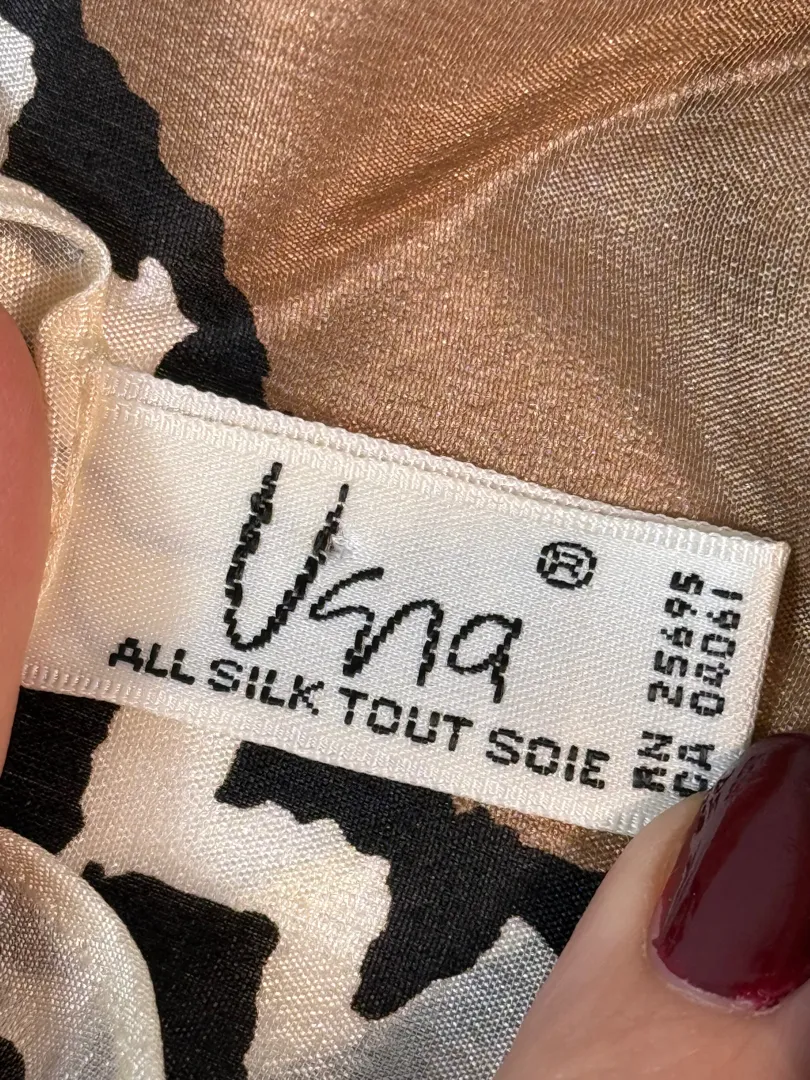 Vera ®
ALL SILK TOUT SOIE
RN 25695
CA 04061